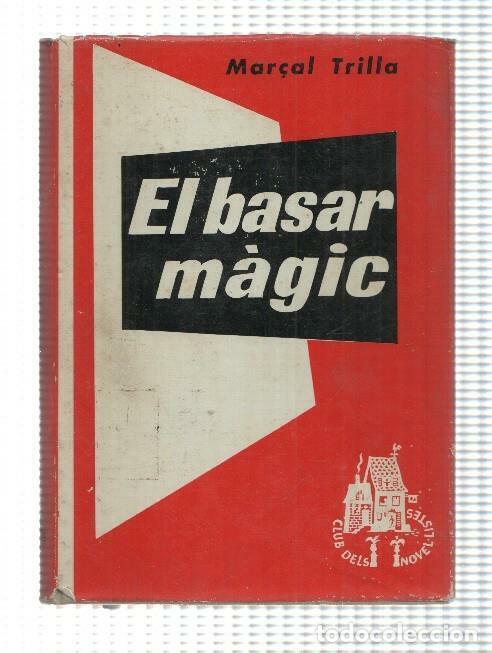 Marçal Trilla
El basar
màgic
CLUB DELS NOVEL·LISTES
todocoleccion